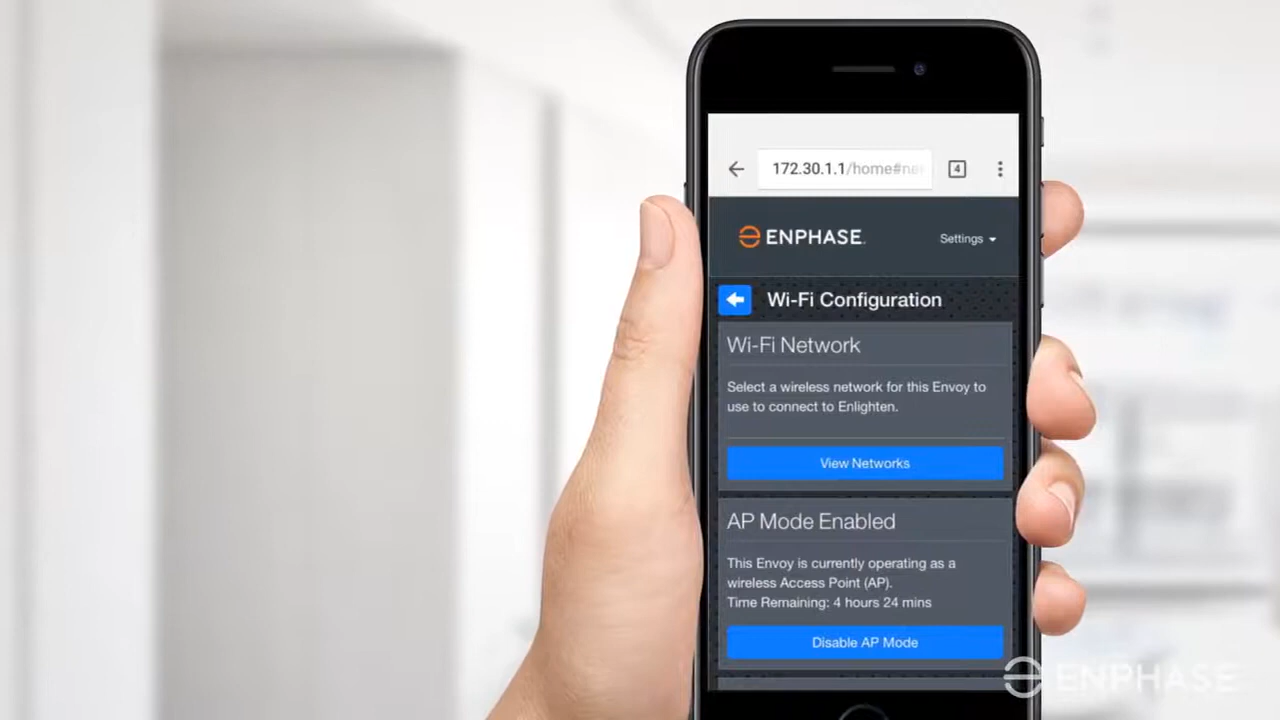 172.30.1.1/home#ne
4
ENPHASE
Settings
Wi-Fi Configuration
Wi-Fi Network
Select a wireless network for this Envoy to
use to connect to Enlighten.
View Networks
AP Mode Enabled
This Envoy is currently operating as a
wireless Access Point (AP).
Time Remaining: 4 hours 24 mins
Disable AP Mode
ENPHASE